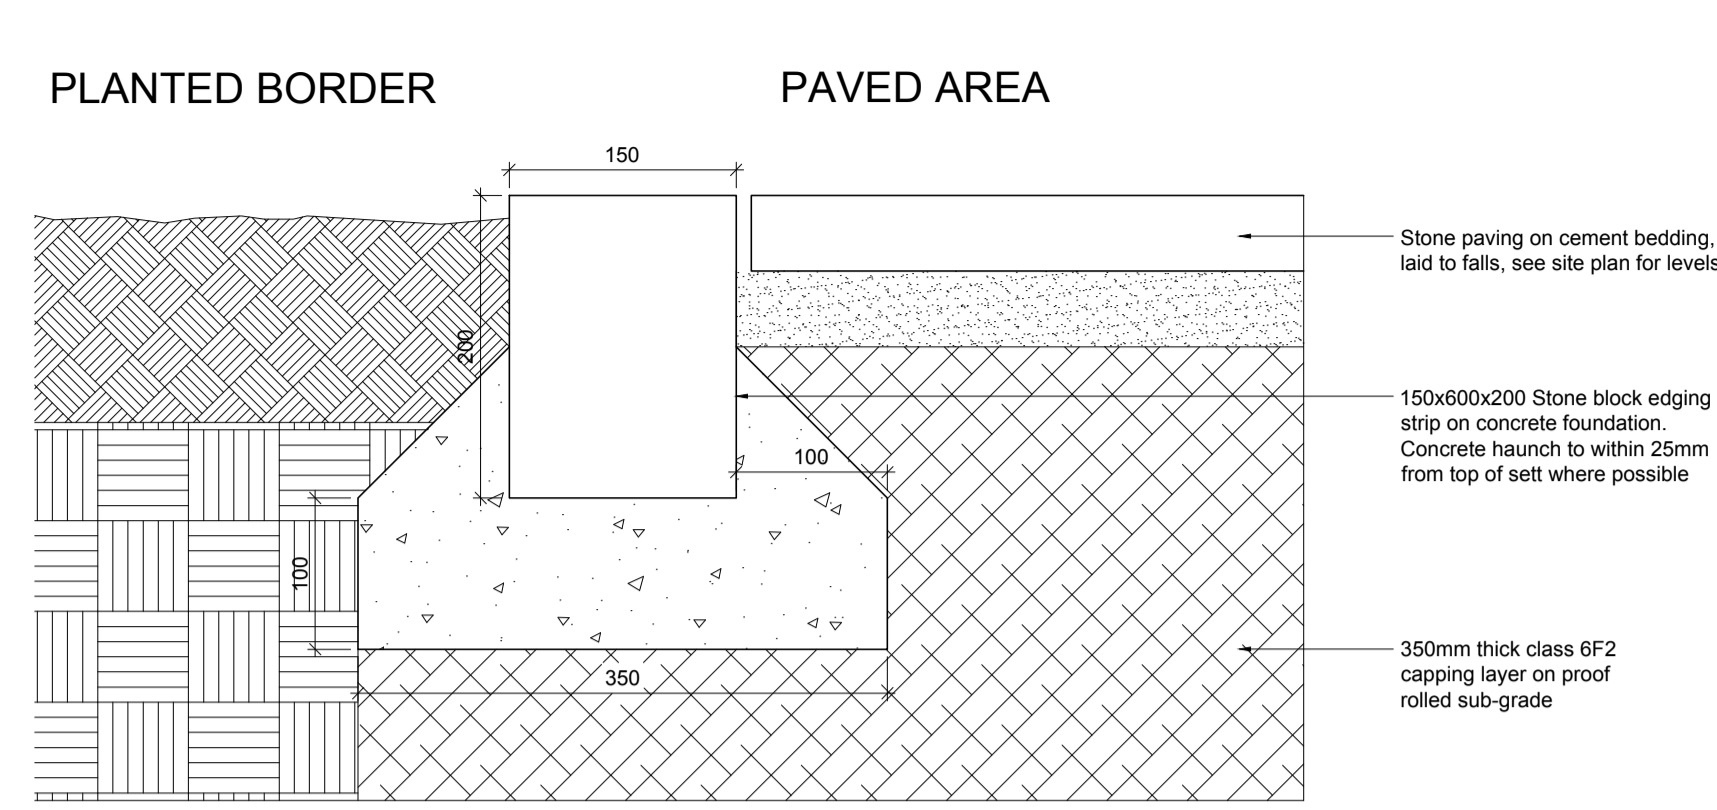 PLANTED BORDER
PAVED AREA
150
200
Stone paving on cement bedding,
laid to falls, see site plan for levels
150x600x200 Stone block edging
strip on concrete foundation.
Concrete haunch to within 25mm
from top of sett where possible
100
100
350
350mm thick class 6F2
capping layer on proof
rolled sub-grade